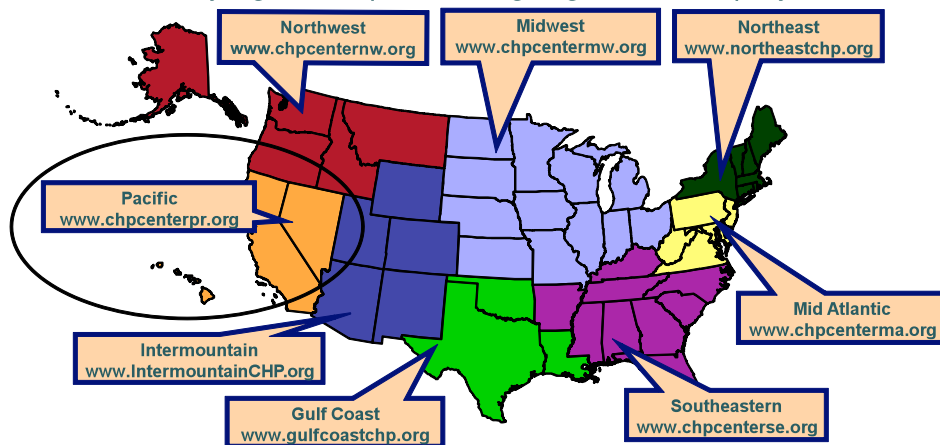 Northwest
www.chpcenternw.org
Midwest
www.chpcentermw.org
Northeast
www.northeastchp.org
Pacific
www.chpcenterpr.org
Mid Atlantic
www.chpcenterma.org
Intermountain
www.IntermountainCHP.org
Gulf Coast
www.gulfcoastchp.org
Southeastern
www.chpcenterse.org